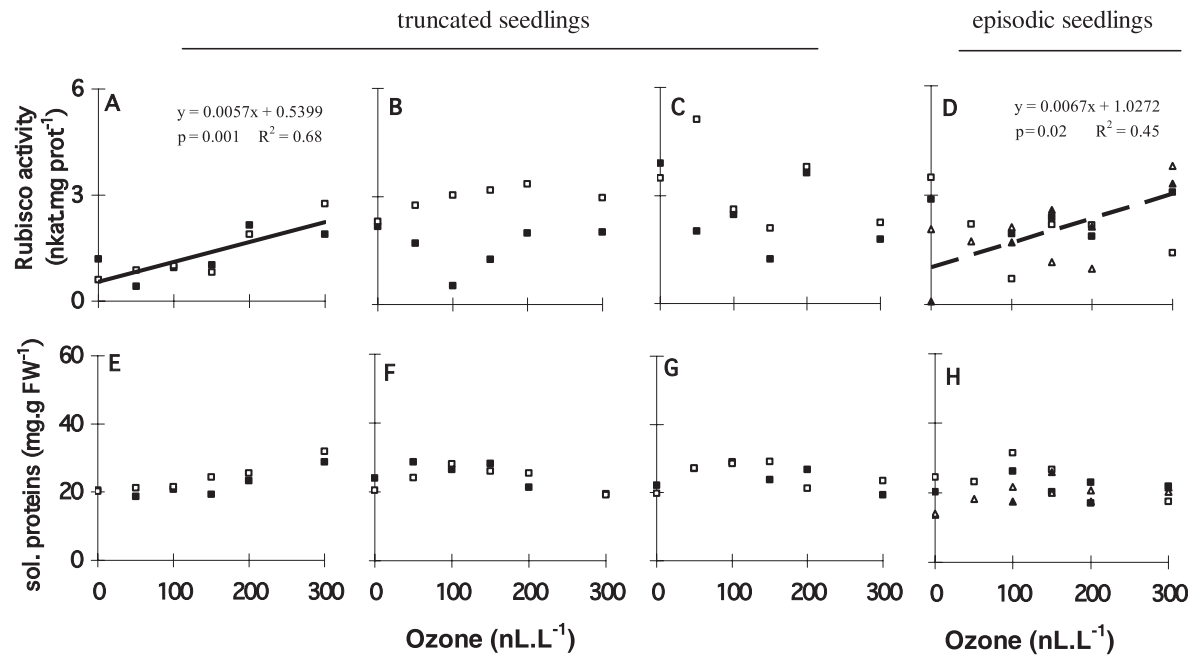 truncated seedlings
episodic seedlings
Rubisco activity
(nkat.mg prot⁻¹)
6
3
0
A
y = 0.0057x + 0.5399
p = 0.001 R² = 0.68
B
C
D
y = 0.0067x + 1.0272
p=0.02 R² = 0.45
sol. proteins (mg.g FW⁻¹)
60
40
20
0
E
F
G
H
0 100 200 300
0 100 200 300
0 100 200 300
0 100 200 300
Ozone (nL.L⁻¹)
Ozone (nL.L⁻¹)